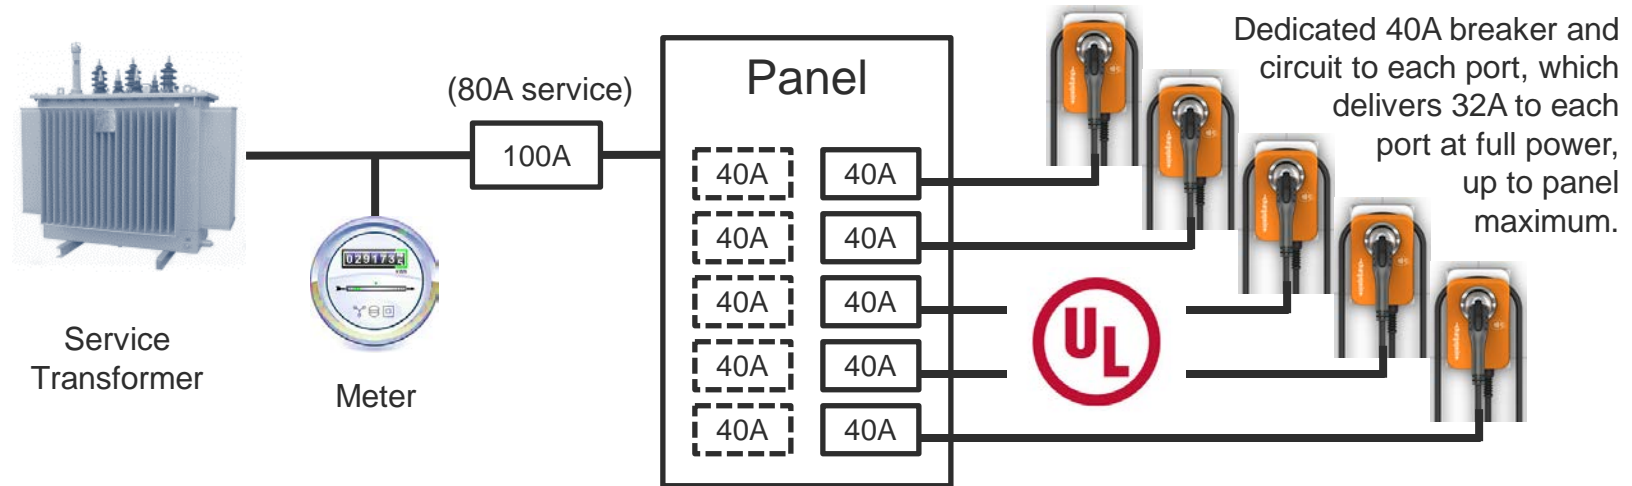 Dedicated 40A breaker and
circuit to each port, which
delivers 32A to each
port at full power,
up to panel
maximum.
Panel
(80A service)
100A
40A 40A
40A 40A
40A 40A
40A 40A
40A 40A
UL
Service
Transformer
Meter